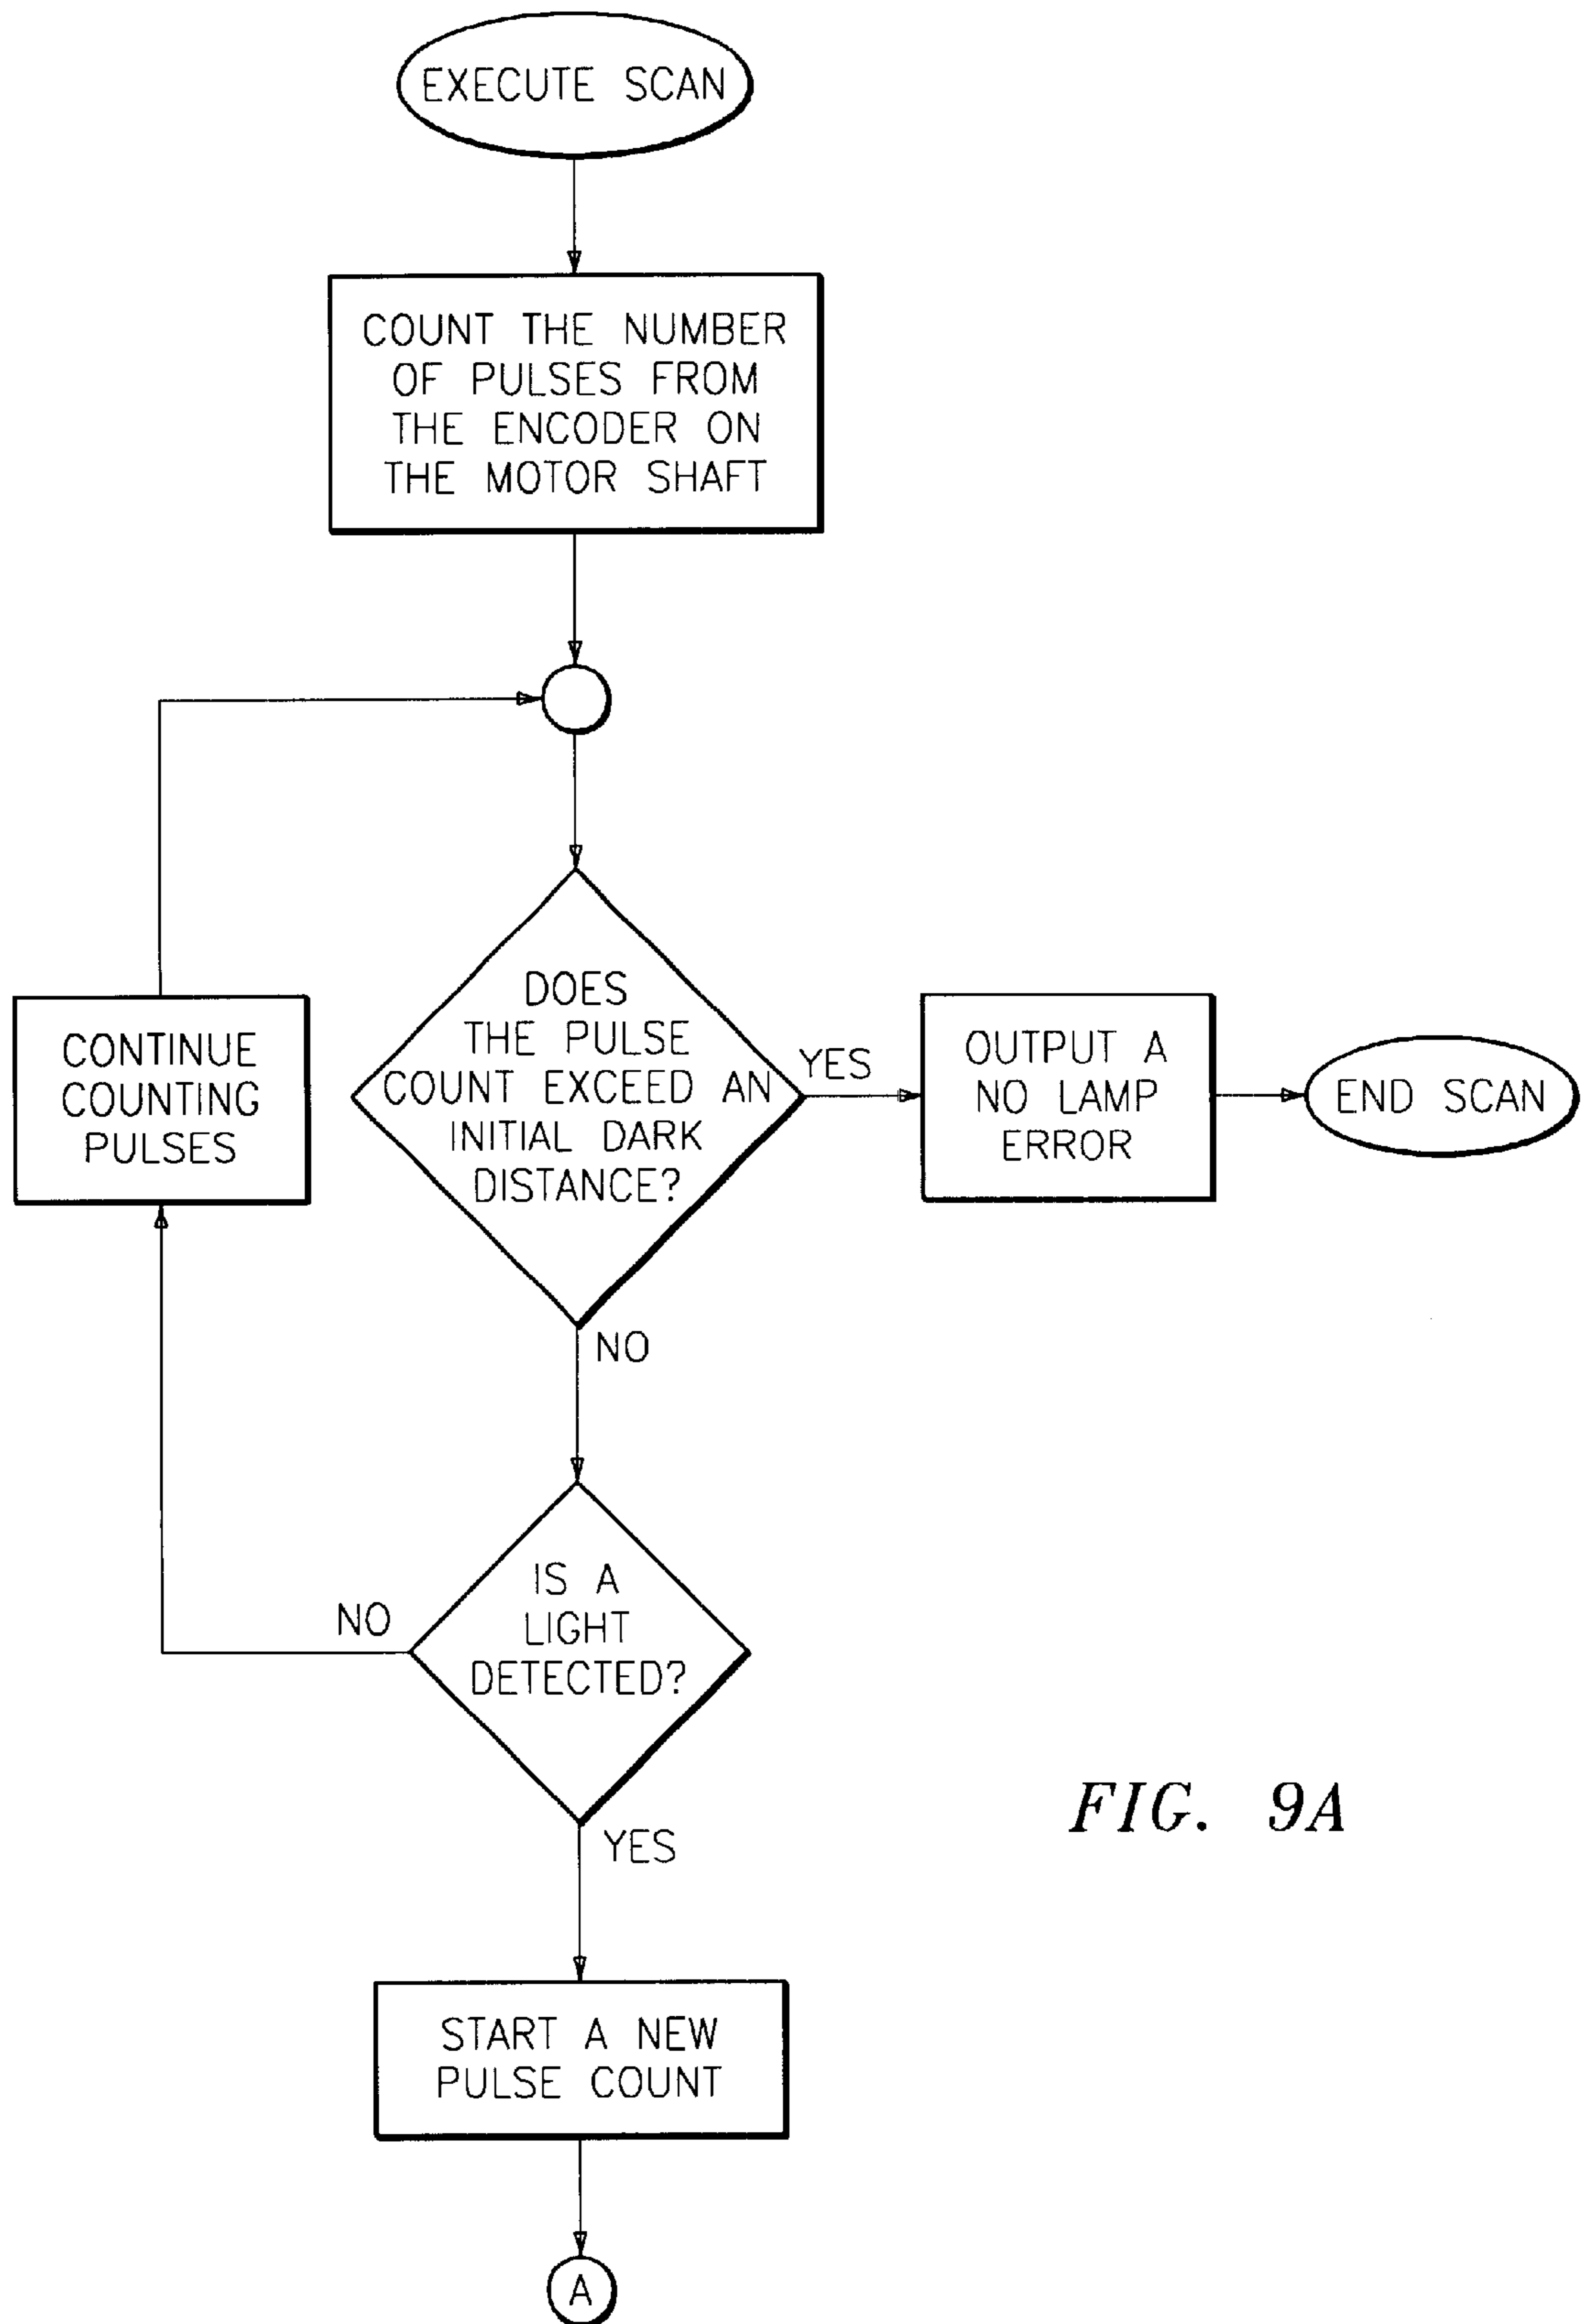 EXECUTE SCAN
COUNT THE NUMBER
OF PULSES FROM
THE ENCODER ON
THE MOTOR SHAFT
CONTINUE
COUNTING
PULSES
DOES
THE PULSE
COUNT EXCEED AN
INITIAL DARK
DISTANCE?
YES
OUTPUT A
NO LAMP
ERROR
END SCAN
NO
IS A
LIGHT
DETECTED?
NO
YES
START A NEW
PULSE COUNT
A
FIG. 9A